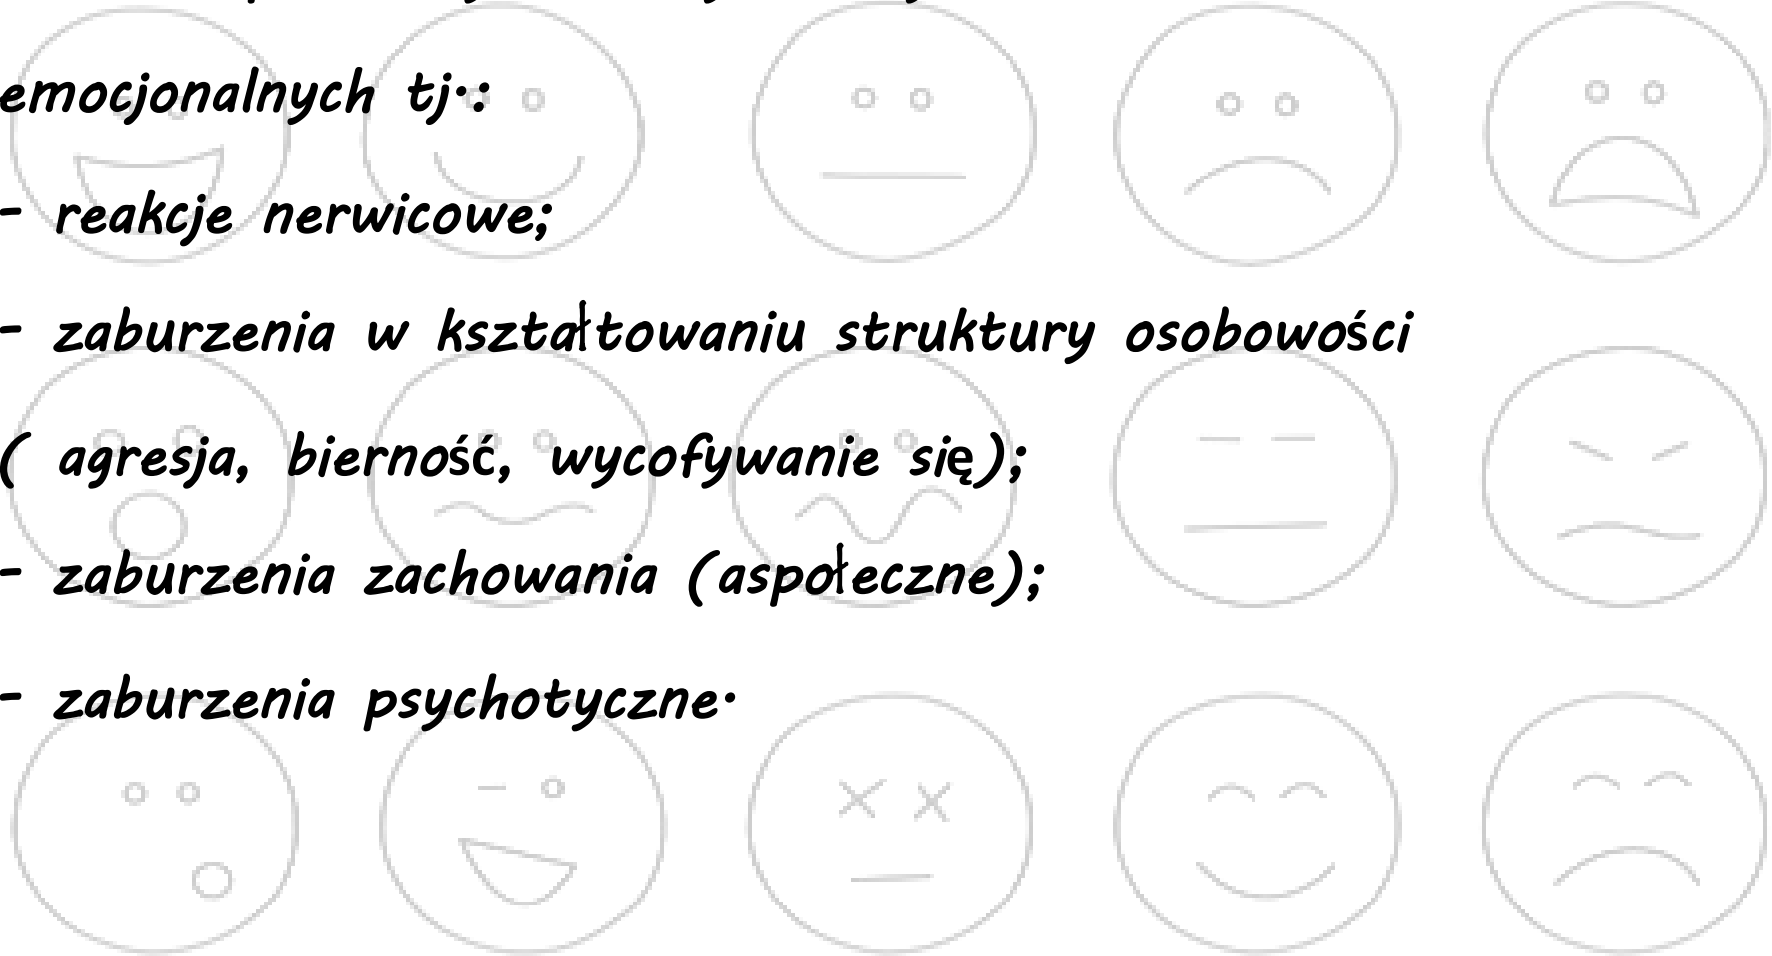 emocjonalnych tj.:
- reakcje nerwicowe;
- zaburzenia w kształtowaniu struktury osobowości
( agresja, bierność, wycofywanie się);
- zaburzenia zachowania (aspołeczne);
- zaburzenia psychotyczne.